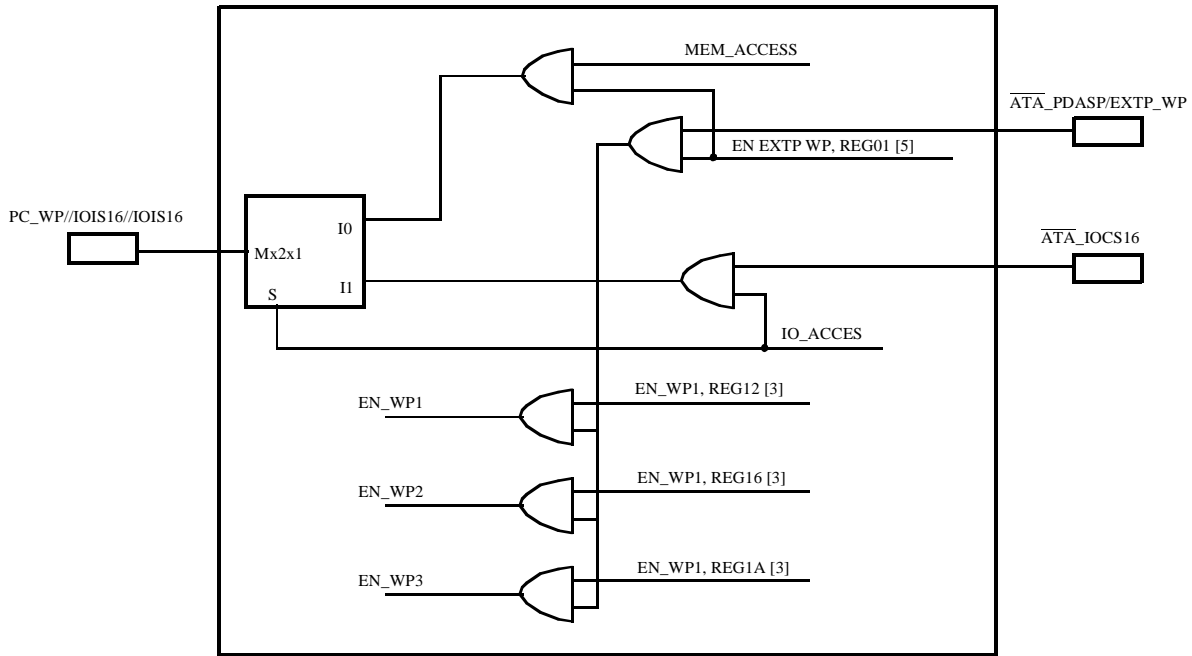 MEM_ACCESS
ATA_PDASP/EXTP_WP
EN EXTP WP, REG01 [5]
PC_WP//IOIS16//IOIS16
I0
ATA_IOCS16
Mx2x1
I1
S
IO_ACCES
EN_WP1, REG12 [3]
EN_WP1
EN_WP1, REG16 [3]
EN_WP2
EN_WP1, REG1A [3]
EN_WP3